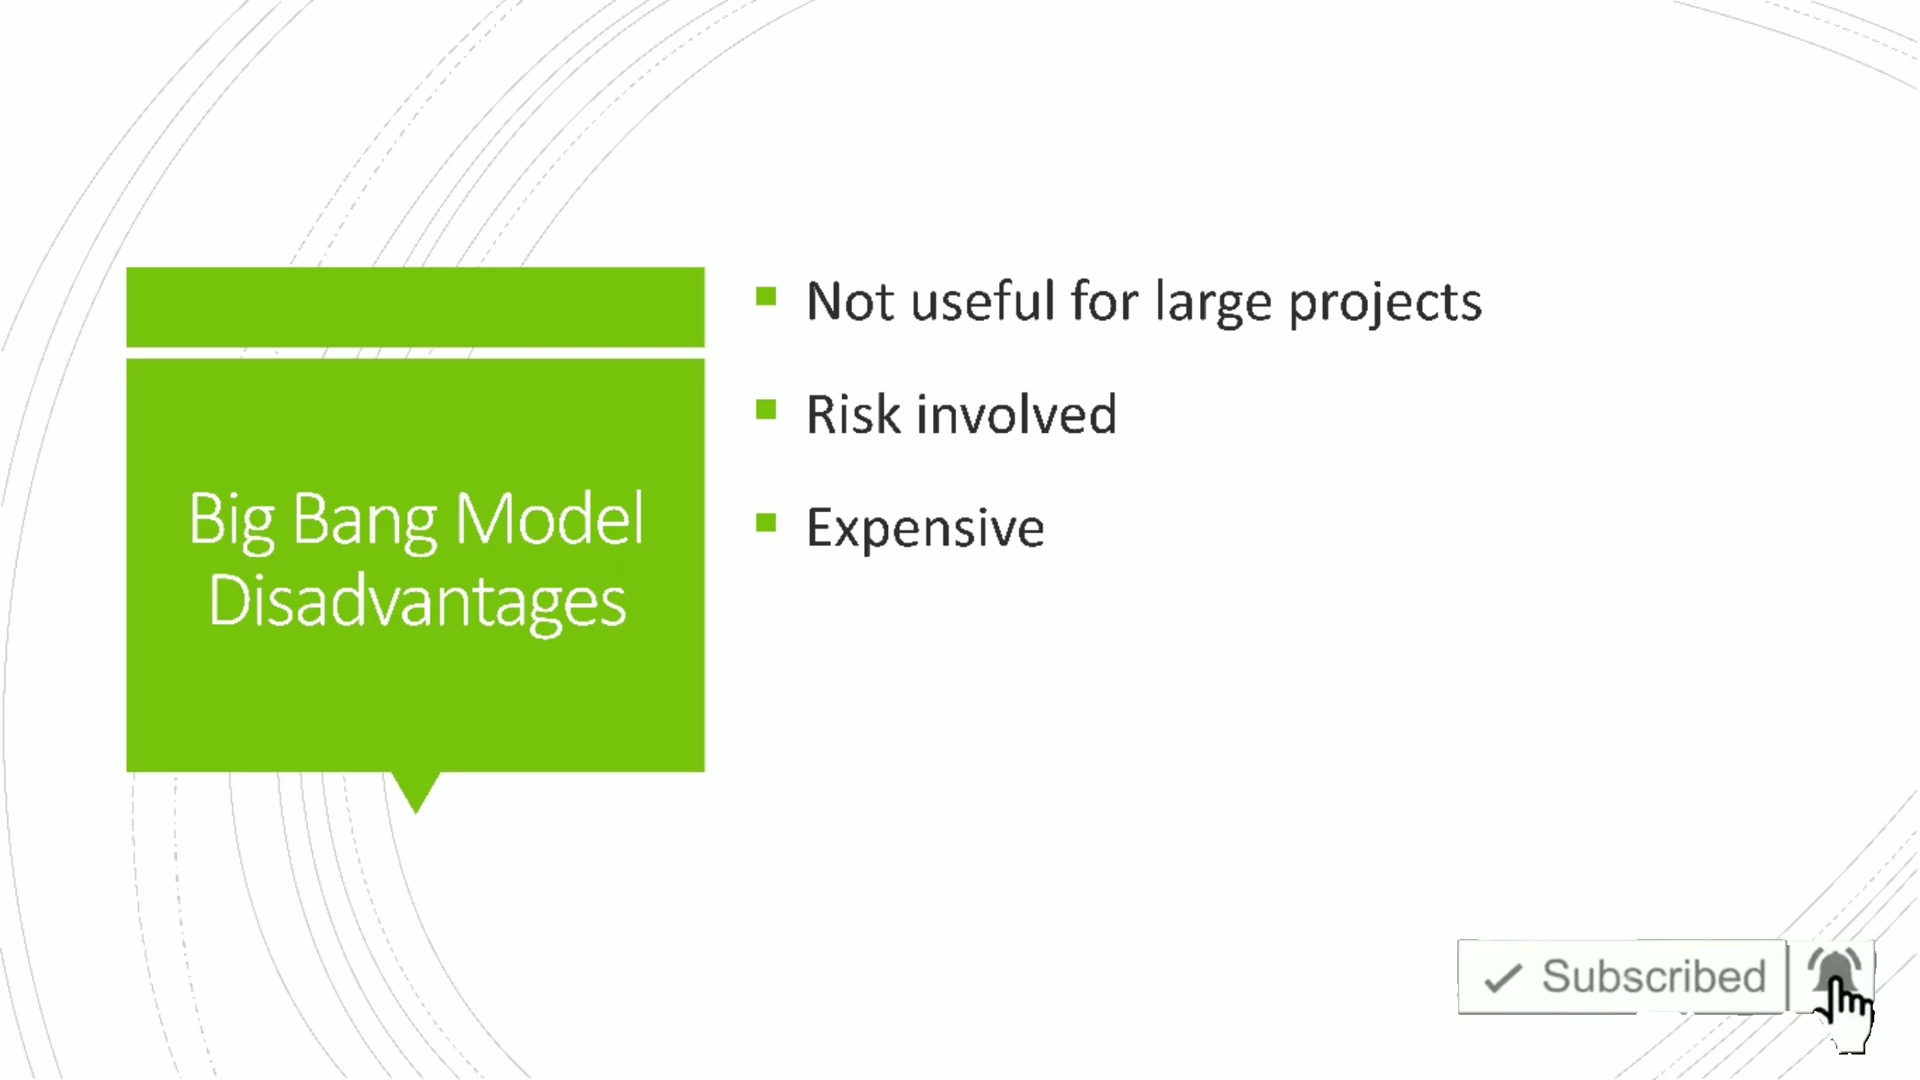 Big Bang Model
Disadvantages
Not useful for large projects
Risk involved
Expensive
Subscribed